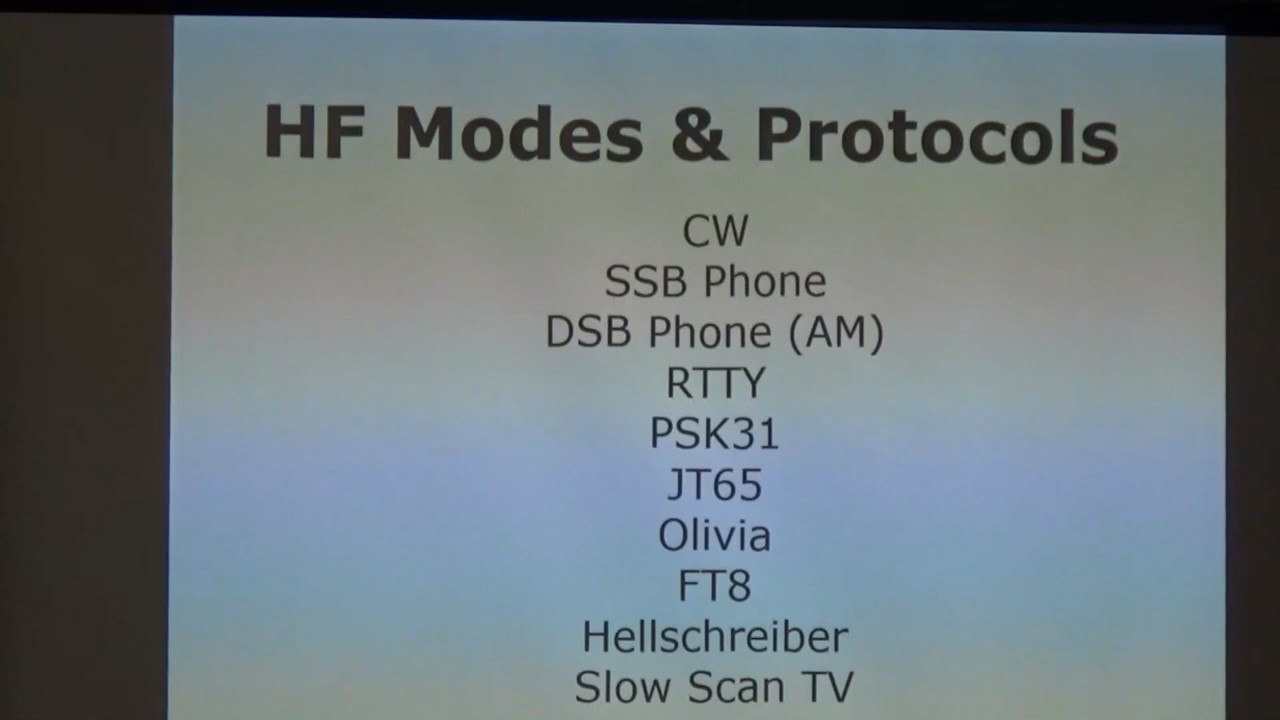 HF Modes & Protocols
CW
SSB Phone
DSB Phone (AM)
RTTY
PSK31
JT65
Olivia
FT8
Hellschreiber
Slow Scan TV